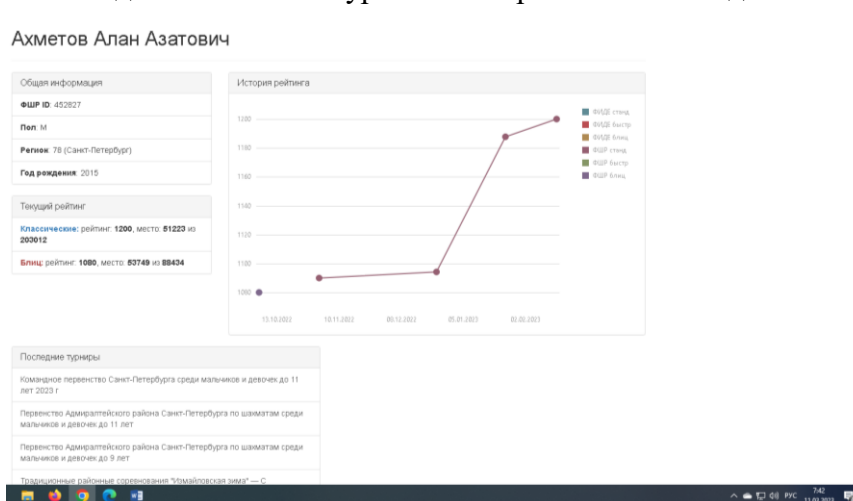 Ахметов Алан Азатович
Общая информация
ФШР ID: 452827
Пол: М
Регион: 78 (Санкт-Петербург)
Год рождения: 2015
Текущий рейтинг
Классические: рейтинг: 1200, место: 51223 из
203012
Блиц: рейтинг: 1080, место: 53749 из 88434
История рейтинга
1200
1180
1160
1140
1120
1100
1080
13.10.2022 10.11.2022 08.12.2022 05.01.2023 02.02.2023
ФИДЕ станд
ФИДЕ быстр
ФИДЕ блиц
ФШР станд
ФШР быстр
ФШР блиц
Последние турниры
Командное первенство Санкт-Петербурга среди мальчиков и девочек до 11
лет 2023 г
Первенство Адмиралтейского района Санкт-Петербурга по шахматам среди
мальчиков и девочек до 11 лет
Первенство Адмиралтейского района Санкт-Петербурга по шахматам среди
мальчиков и девочек до 9 лет
Традиционные районные соревнования "Измайловская зима" — С
РУС
7:42